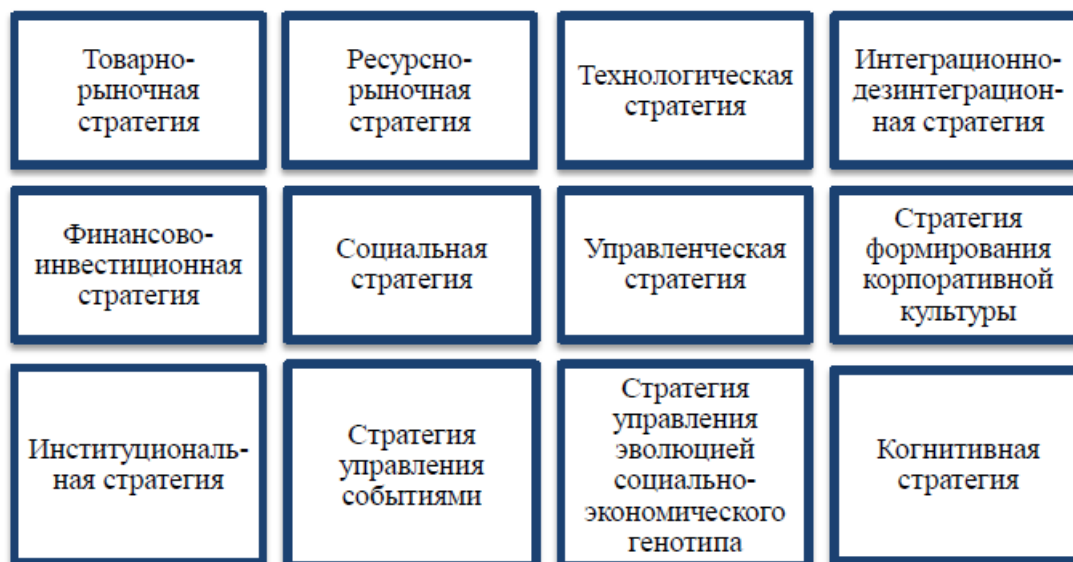 Товарно-
рыночная
стратегия
Ресурсно-
рыночная
стратегия
Технологическая
стратегия
Интеграционно-
дезинтеграцион-
ная стратегия
Финансово-
инвестиционная
стратегия
Социальная
стратегия
Управленческая
стратегия
Стратегия
формирования
корпоративной
культуры
Институциональ-
ная стратегия
Стратегия
управления
событиями
Стратегия
управления
эволюцией
социально-
экономического
генотипа
Когнитивная
стратегия